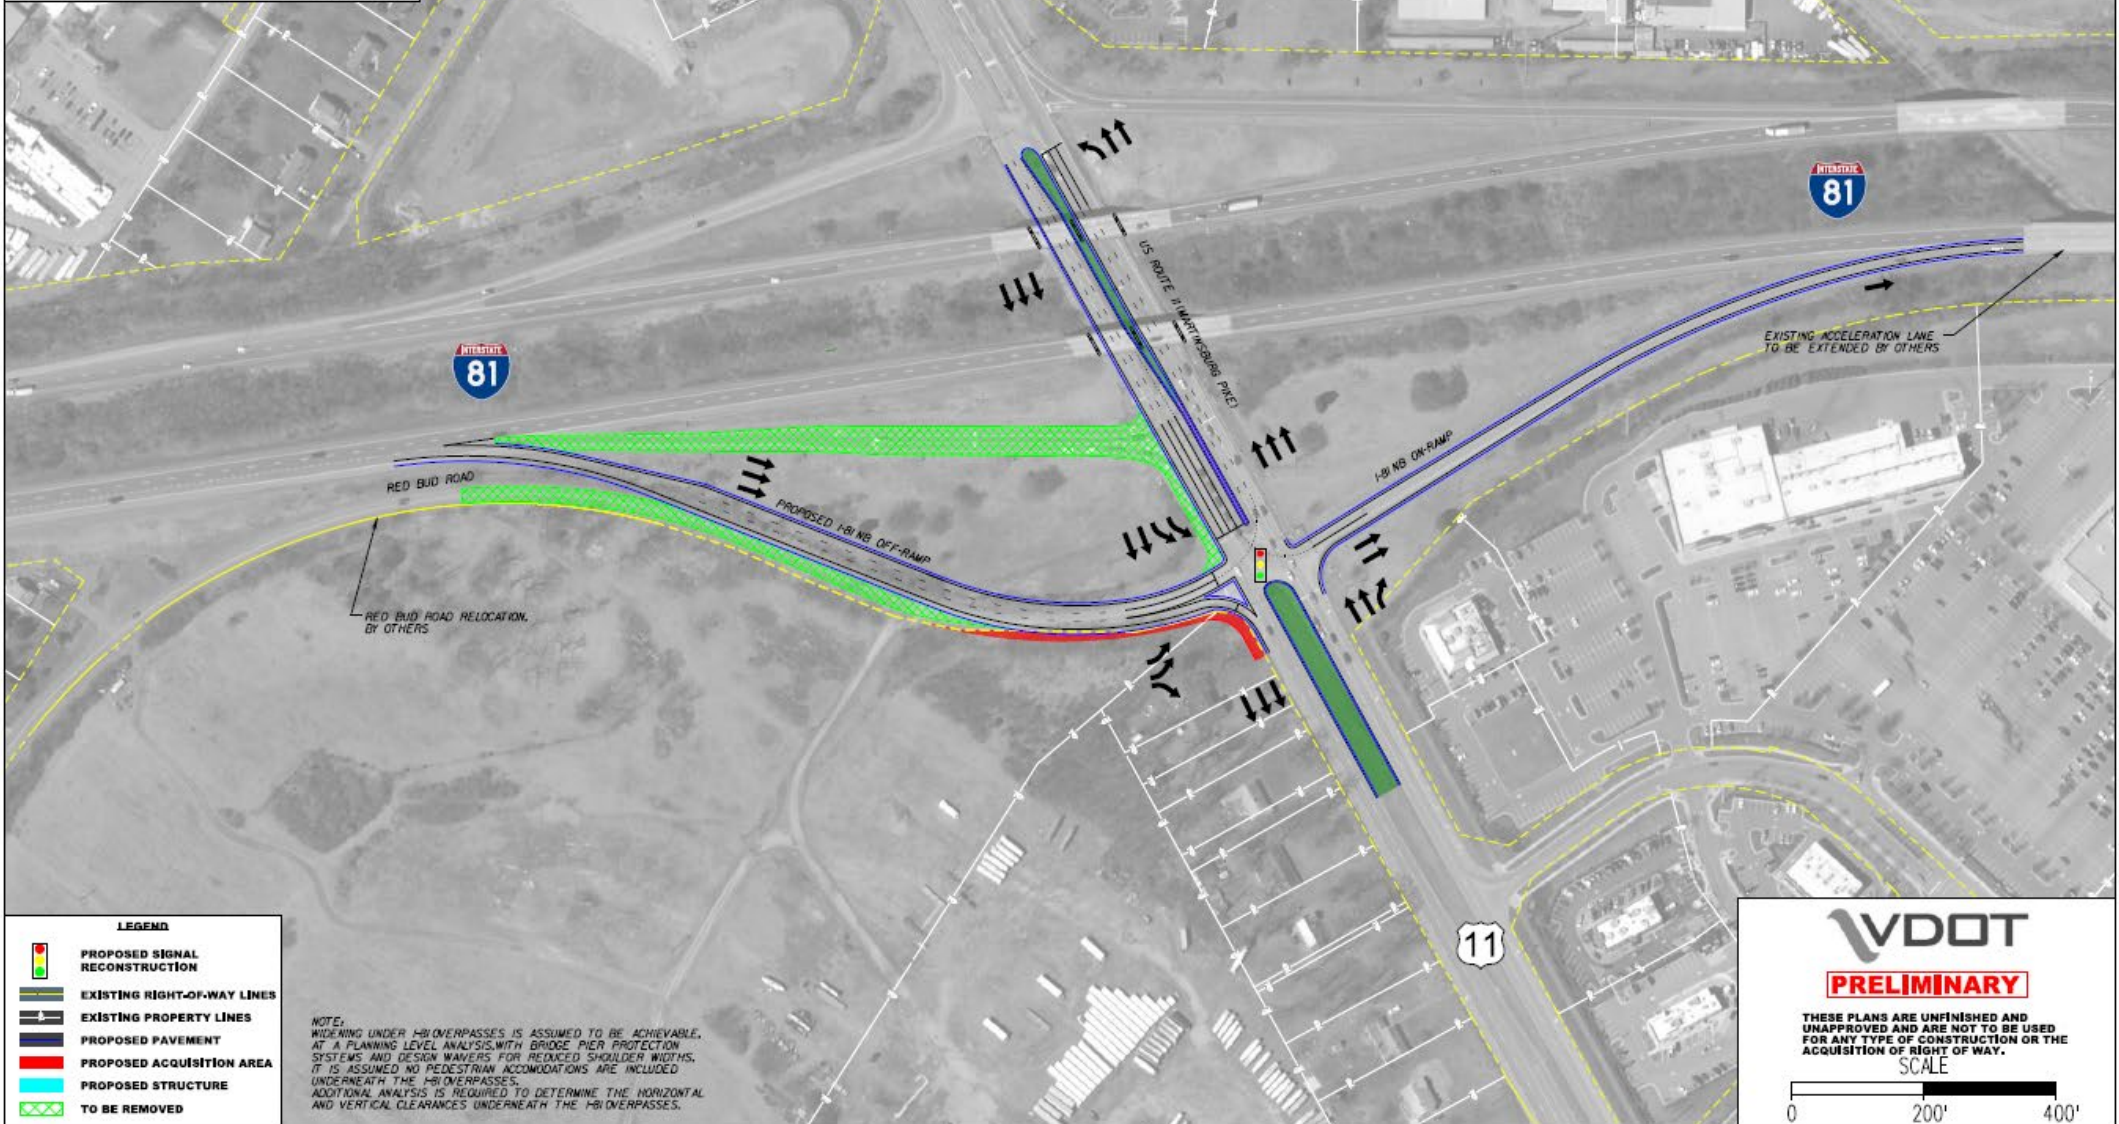 INTERSTATE
81
INTERSTATE
81
US ROUTE 11 (MARTINSBURG PIKE)
EXISTING ACCELERATION LANE
TO BE EXTENDED BY OTHERS
I-81 NB ON-RAMP
RED BUD ROAD
PROPOSED I-81 NB OFF-RAMP
RED BUD ROAD RELOCATION,
BY OTHERS
11
LEGEND
PROPOSED SIGNAL
RECONSTRUCTION
EXISTING RIGHT-OF-WAY LINES
EXISTING PROPERTY LINES
PROPOSED PAVEMENT
PROPOSED ACQUISITION AREA
PROPOSED STRUCTURE
TO BE REMOVED
NOTE:
WIDENING UNDER I-81 OVERPASSES IS ASSUMED TO BE ACHIEVABLE,
AT A PLANNING LEVEL ANALYSIS,WITH BRIDGE PIER PROTECTION
SYSTEMS AND DESIGN WAIVERS FOR REDUCED SHOULDER WIDTHS.
IT IS ASSUMED NO PEDESTRIAN ACCOMODATIONS ARE INCLUDED
UNDERNEATH THE I-81 OVERPASSES.
ADDITIONAL ANALYSIS IS REQUIRED TO DETERMINE THE HORIZONTAL
AND VERTICAL CLEARANCES UNDERNEATH THE I-81 OVERPASSES.
VDOT
PRELIMINARY
THESE PLANS ARE UNFINISHED AND
UNAPPROVED AND ARE NOT TO BE USED
FOR ANY TYPE OF CONSTRUCTION OR THE
ACQUISITION OF RIGHT OF WAY.
SCALE
0 200' 400'